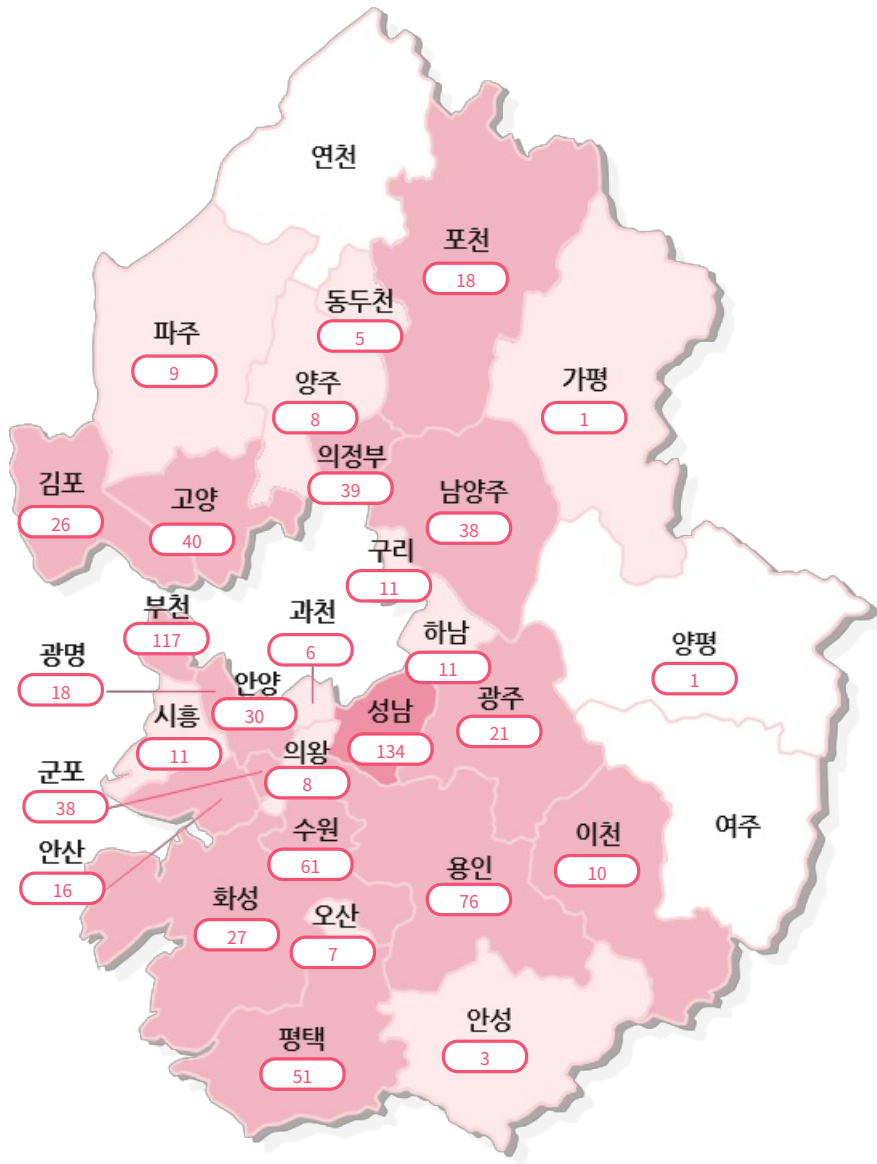 연천
포천
18
동두천
5
파주
9
양주
8
가평
1
의정부
39
김포
26
고양
40
남양주
38
구리
11
부천
117
과천
6
하남
11
양평
1
광명
18
안양
30
시흥
11
성남
134
광주
21
의왕
8
군포
38
수원
61
이천
10
여주
안산
16
용인
76
화성
27
오산
7
안성
3
평택
51